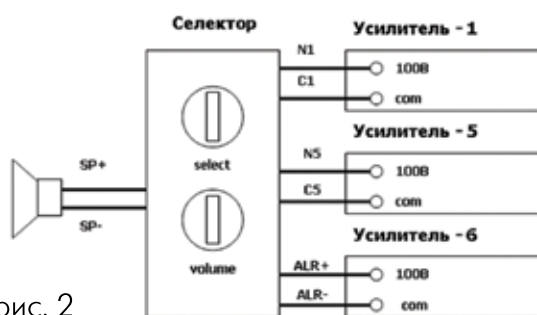 Селектор
Усилитель - 1
N1
100В
C1
com
Усилитель - 5
SP+
select
N5
100В
C5
com
SP-
Усилитель - 6
volume
ALR+
100В
ALR-
com
рис. 2